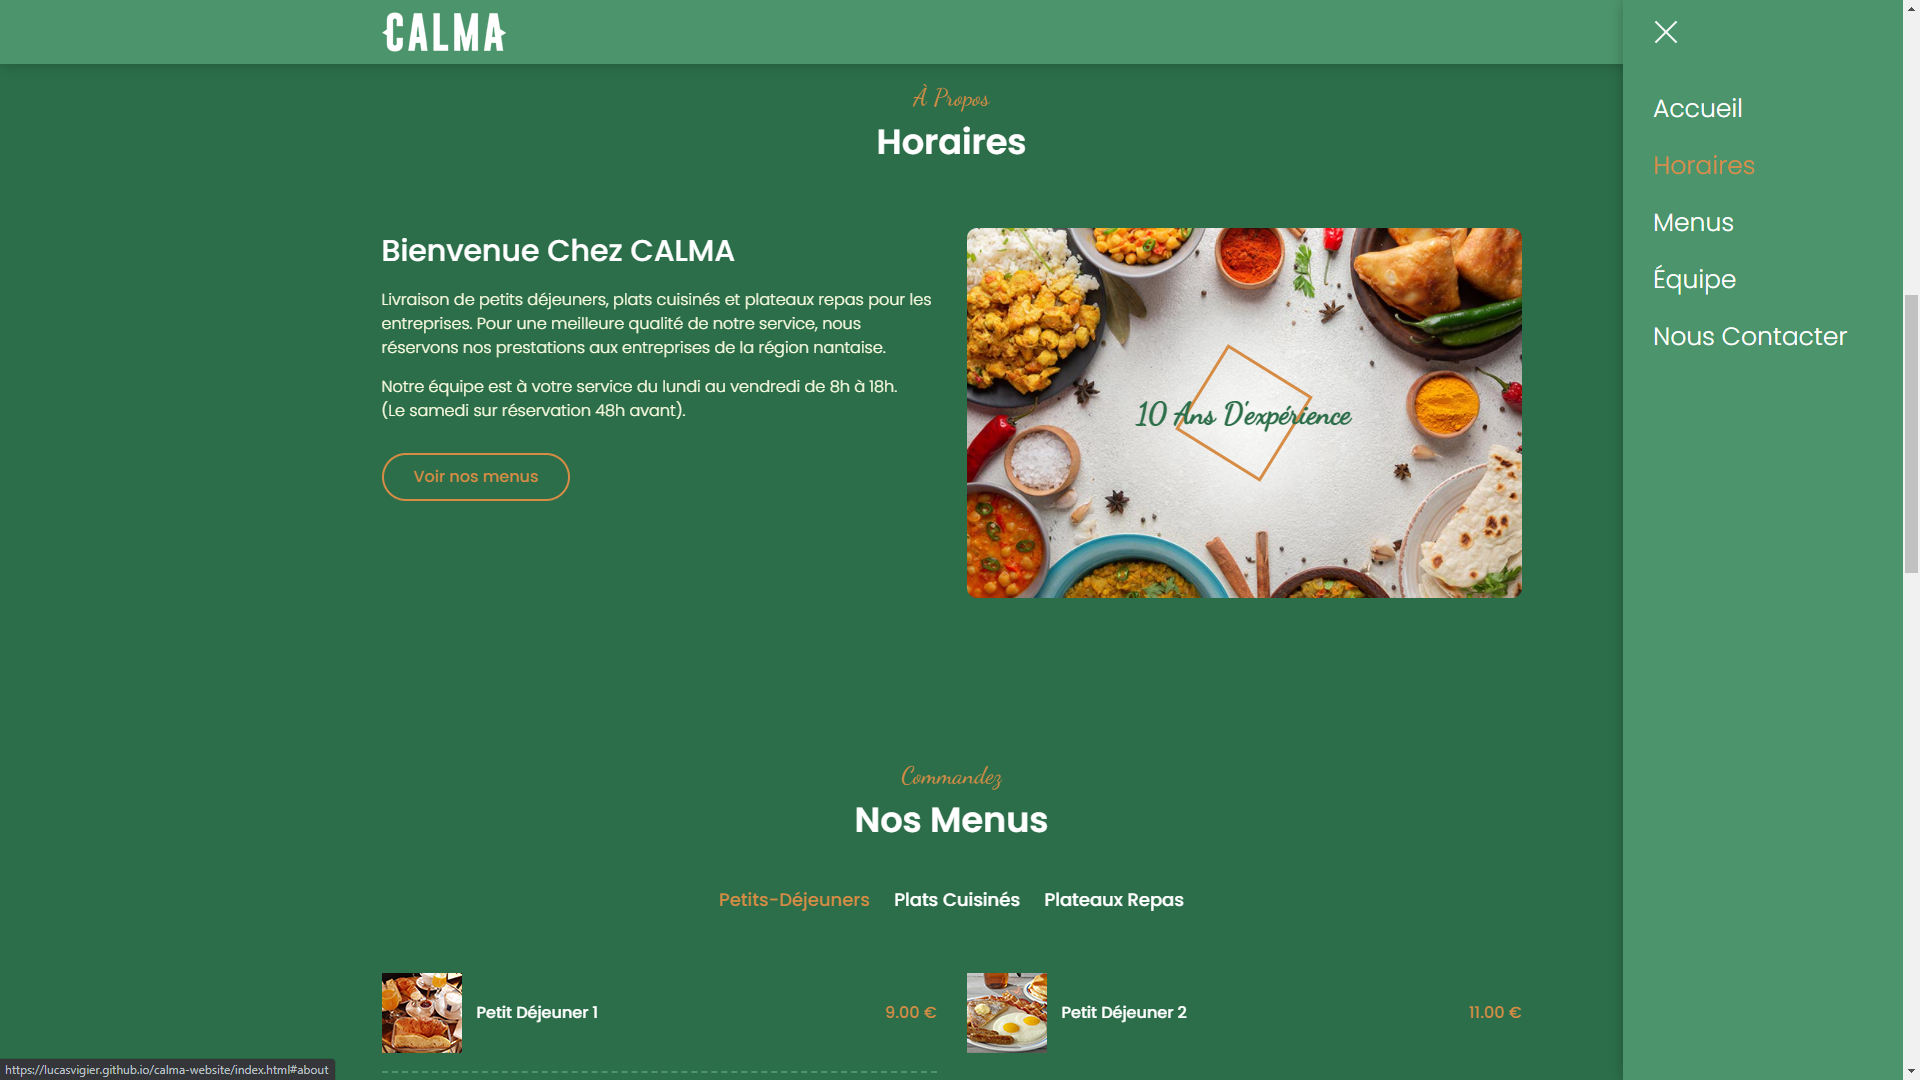 CALMA
À Propos
Horaires
Bienvenue Chez CALMA
Livraison de petits déjeuners, plats cuisinés et plateaux repas pour les
entreprises. Pour une meilleure qualité de notre service, nous
réservons nos prestations aux entreprises de la région nantaise.
Notre équipe est à votre service du lundi au vendredi de 8h à 18h.
(Le samedi sur réservation 48h avant).
Voir nos menus
10 Ans D'expérience
Commandez
Nos Menus
Petits-Déjeuners Plats Cuisinés Plateaux Repas
Petit Déjeuner 1 9.00 €
Petit Déjeuner 2 11.00 €
Accueil
Horaires
Menus
Équipe
Nous Contacter
https://lucasvigier.github.io/calma-website/index.html#about